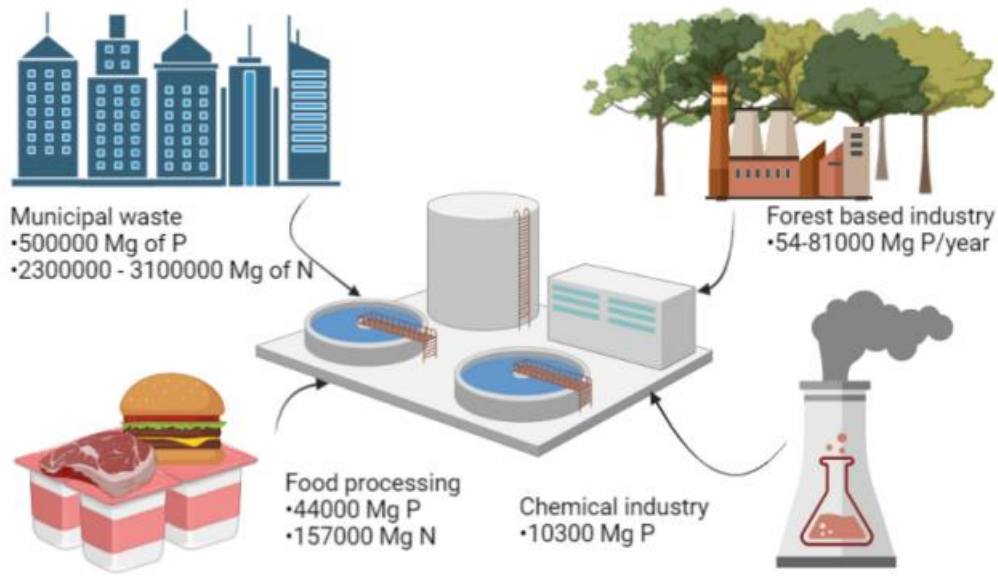 Municipal waste
•500000 Mg of P
•2300000 - 3100000 Mg of N
Forest based industry
•54-81000 Mg P/year
Food processing
•44000 Mg P
•157000 Mg N
Chemical industry
•10300 Mg P